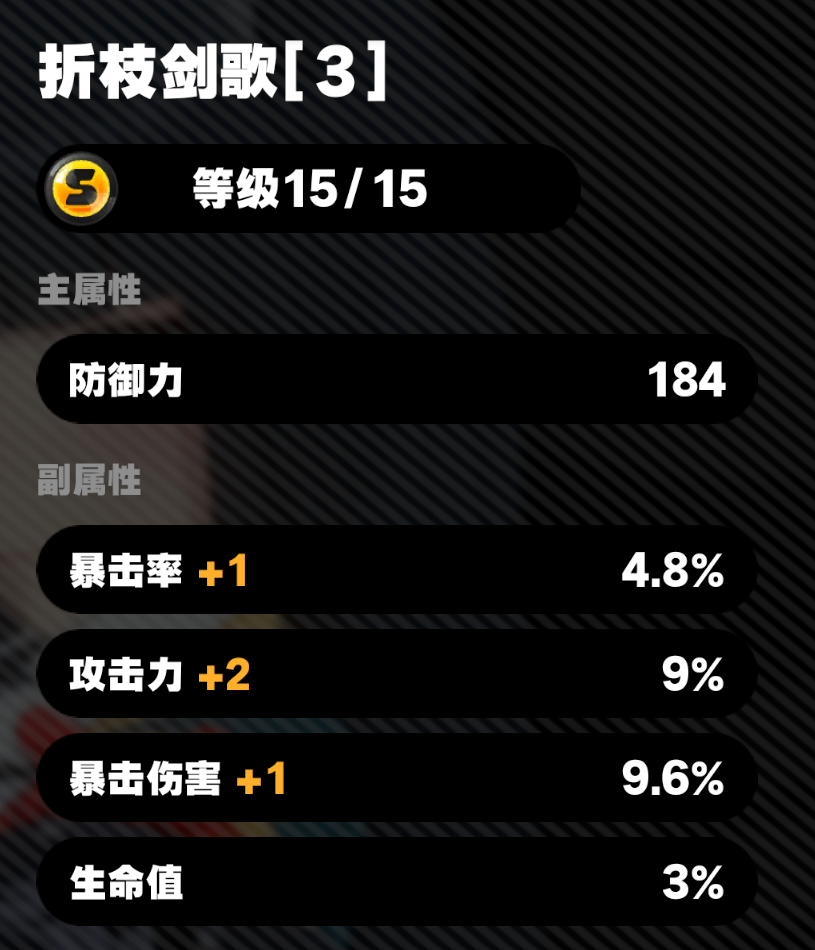 折枝剑歌[3]
S 等级15/15
主属性
防御力 184
副属性
暴击率 +1 4.8%
攻击力 +2 9%
暴击伤害 +1 9.6%
生命值 3%